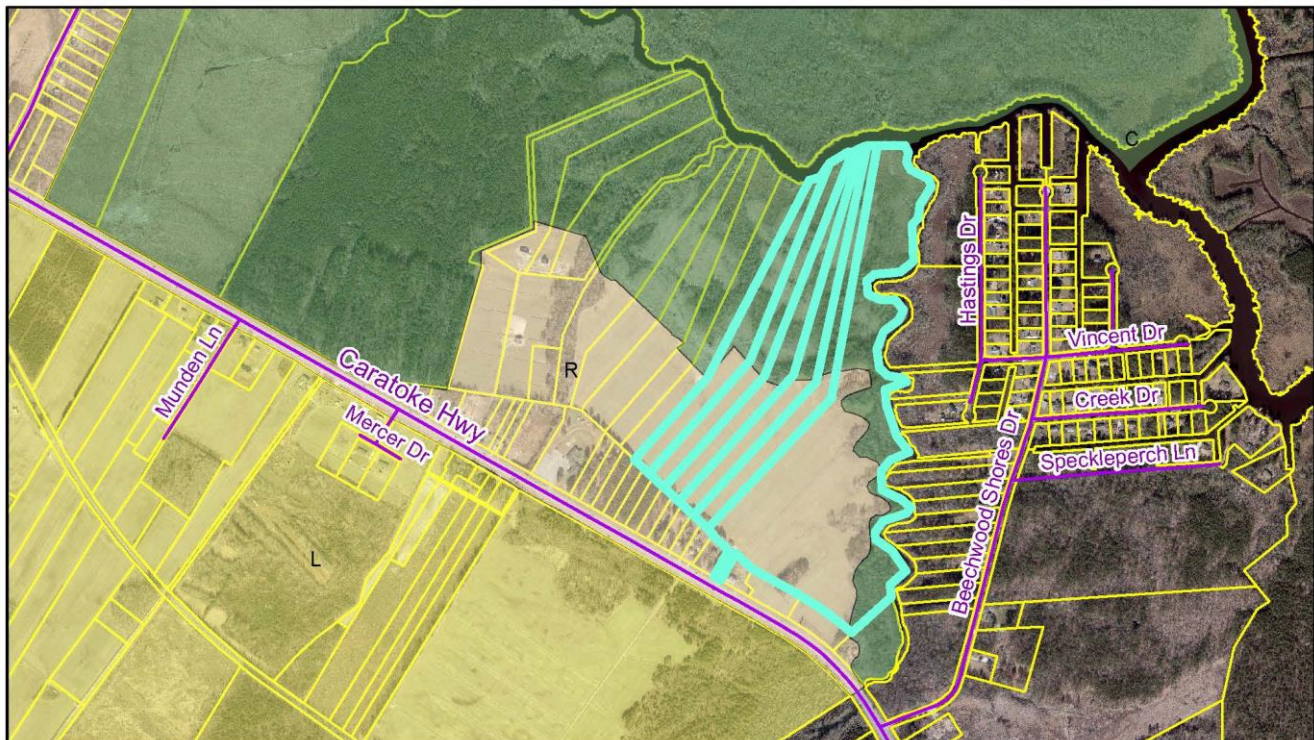 C
Hastings Dr
Vincent Dr
Munden Ln
Caratoke Hwy
R
Creek Dr
Mercer Dr
Speckleperch Ln
Beechwood Shores Dr
L